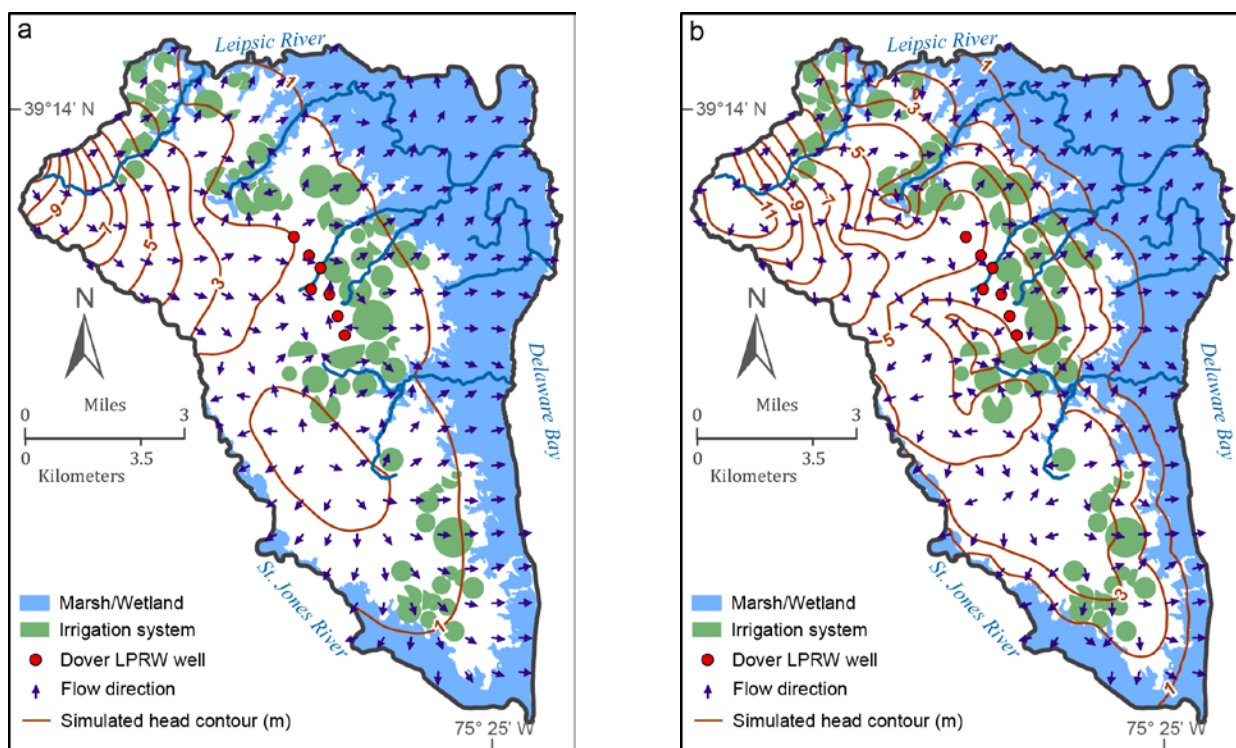 a
Leipsic River
39°14' N
1
9
7
5
3
N
0 Miles 3
0 Kilometers 3.5
Delaware Bay
St. Jones River
1
Marsh/Wetland
Irrigation system
Dover LPRW well
Flow direction
Simulated head contour (m)
75° 25' W
b
Leipsic River
39°14' N
1
3
5
7
9
11
5
N
0 Miles 3
0 Kilometers 3.5
Delaware Bay
St. Jones River
3
1
Marsh/Wetland
Irrigation system
Dover LPRW well
Flow direction
Simulated head contour (m)
75° 25' W